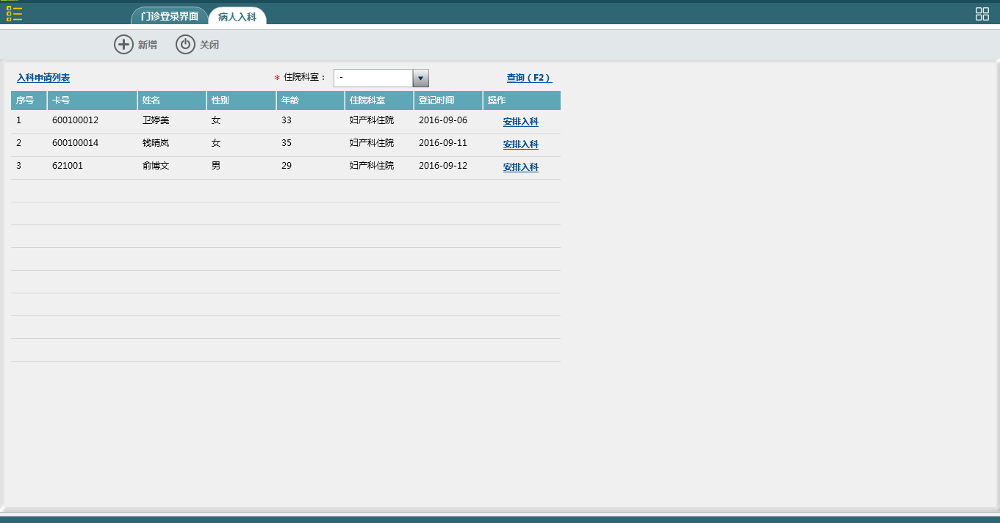 门诊登录界面 病人入科
新增 关闭
入科申请列表 * 住院科室： - 查询（F2）
序号 卡号 姓名 性别 年龄 住院科室 登记时间 操作
1 600100012 卫婷美 女 33 妇产科住院 2016-09-06 安排入科
2 600100014 钱晴岚 女 35 妇产科住院 2016-09-11 安排入科
3 621001 俞博文 男 29 妇产科住院 2016-09-12 安排入科